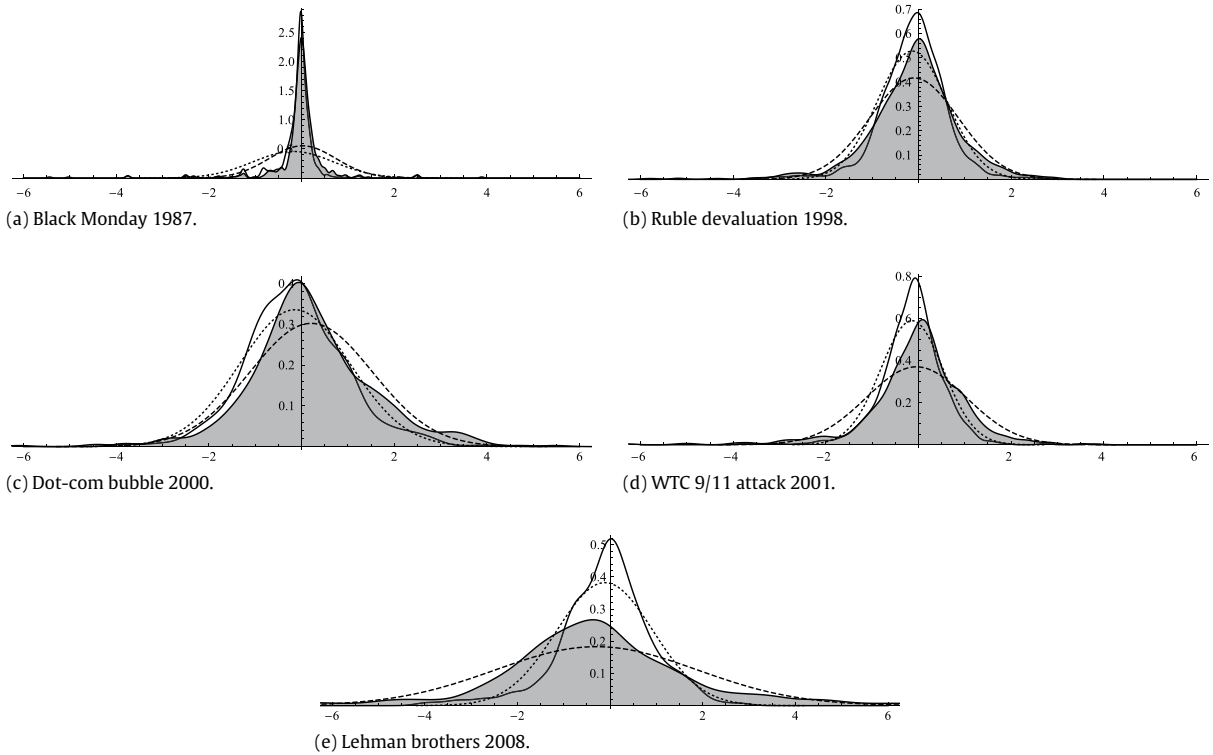 2.5
2.0
1.5
1.0
0
−6 −4 −2 2 4 6
(a) Black Monday 1987.
0.7
0.6
0.5
0.4
0.3
0.2
0.1
−6 −4 −2 2 4 6
(b) Ruble devaluation 1998.
0.4
0.3
0.2
0.1
−6 −4 −2 2 4 6
(c) Dot-com bubble 2000.
0.8
0.6
0.4
0.2
−6 −4 −2 2 4 6
(d) WTC 9/11 attack 2001.
0.5
0.4
0.3
0.2
0.1
−6 −4 −2 2 4 6
(e) Lehman brothers 2008.